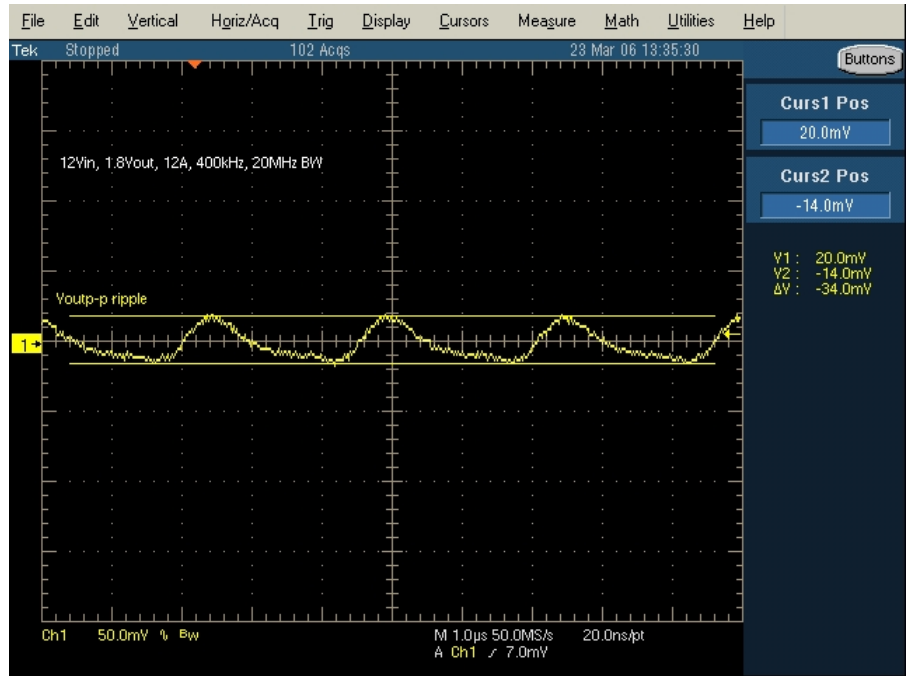 File Edit Vertical Horiz/Acq Trig Display Cursors Measure Math Utilities Help
Tek Stopped 102 Acqs 23 Mar 06 13:35:30
Buttons
Curs1 Pos
20.0mV
Curs2 Pos
-14.0mV
V1 : 20.0mV
V2 : -14.0mV
ΔV : -34.0mV
12Vin, 1.8Vout, 12A, 400kHz, 20MHz BW
Voutp-p ripple
1
Ch1 50.0mV Bw M 1.0µs 50.0MS/s 20.0ns/pt
A Ch1 7.0mV